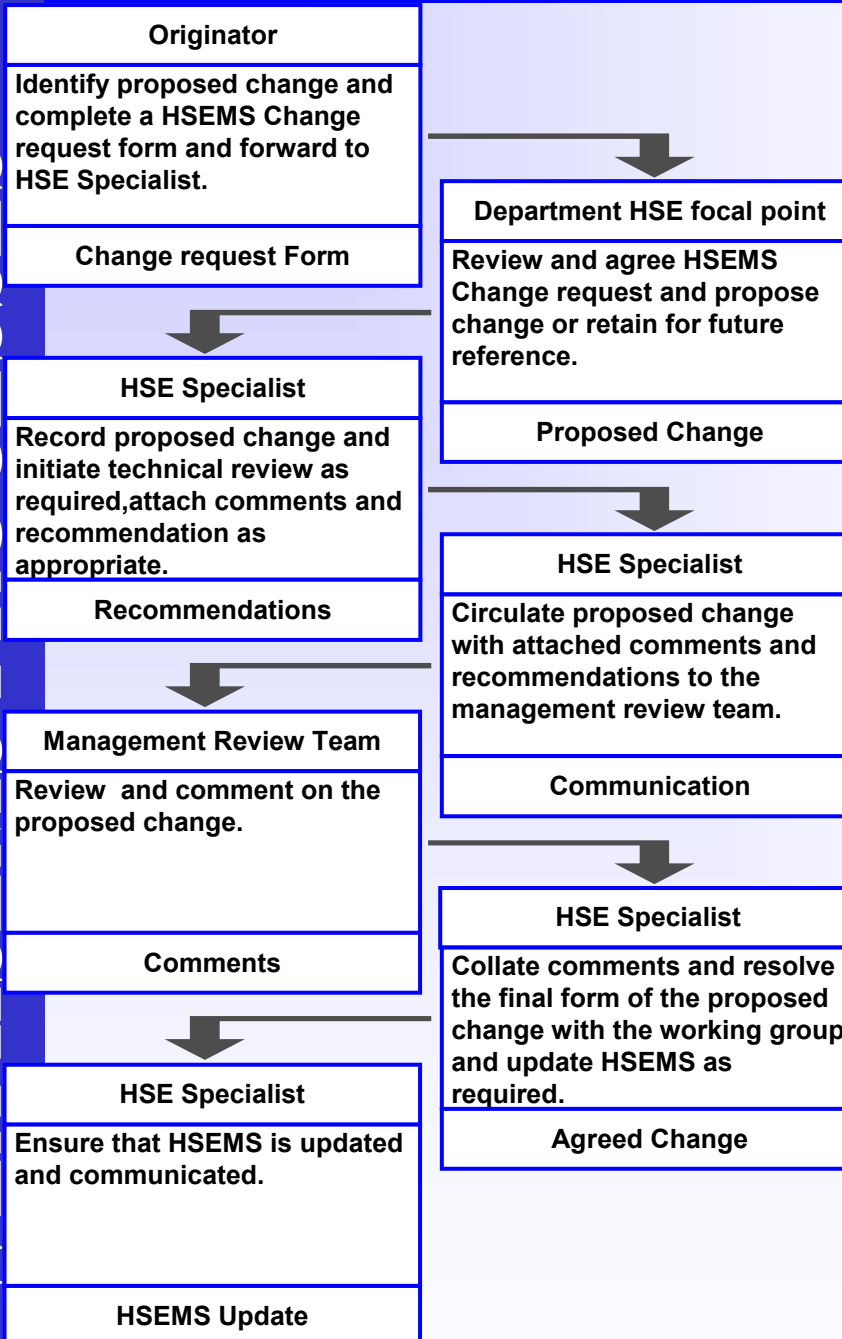 Originator
Identify proposed change and
complete a HSEMS Change
request form and forward to
HSE Specialist.
Change request Form
Department HSE focal point
Review and agree HSEMS
Change request and propose
change or retain for future
reference.
Proposed Change
HSE Specialist
Record proposed change and
initiate technical review as
required,attach comments and
recommendation as
appropriate.
Recommendations
HSE Specialist
Circulate proposed change
with attached comments and
recommendations to the
management review team.
Communication
Management Review Team
Review  and comment on the
proposed change.
Comments
HSE Specialist
Collate comments and resolve
the final form of the proposed
change with the working group
and update HSEMS as
required.
Agreed Change
HSE Specialist
Ensure that HSEMS is updated
and communicated.
HSEMS Update